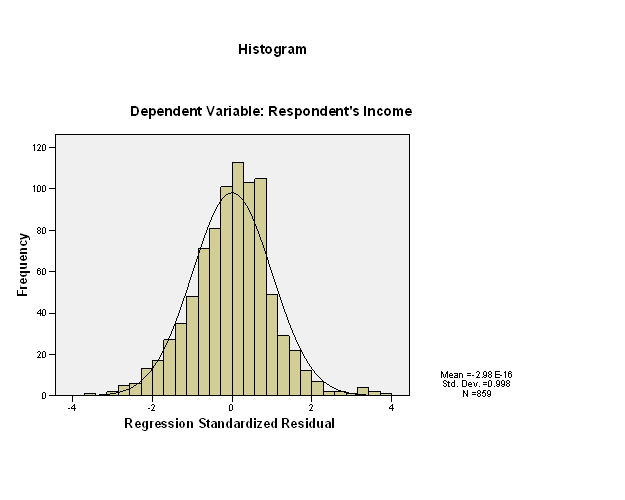 Histogram
Dependent Variable: Respondent's Income
120
100
80
60
40
20
0
Frequency
-4
-2
0
2
4
Regression Standardized Residual
Mean =-2.98E-16
Std. Dev. =0.998
N =859